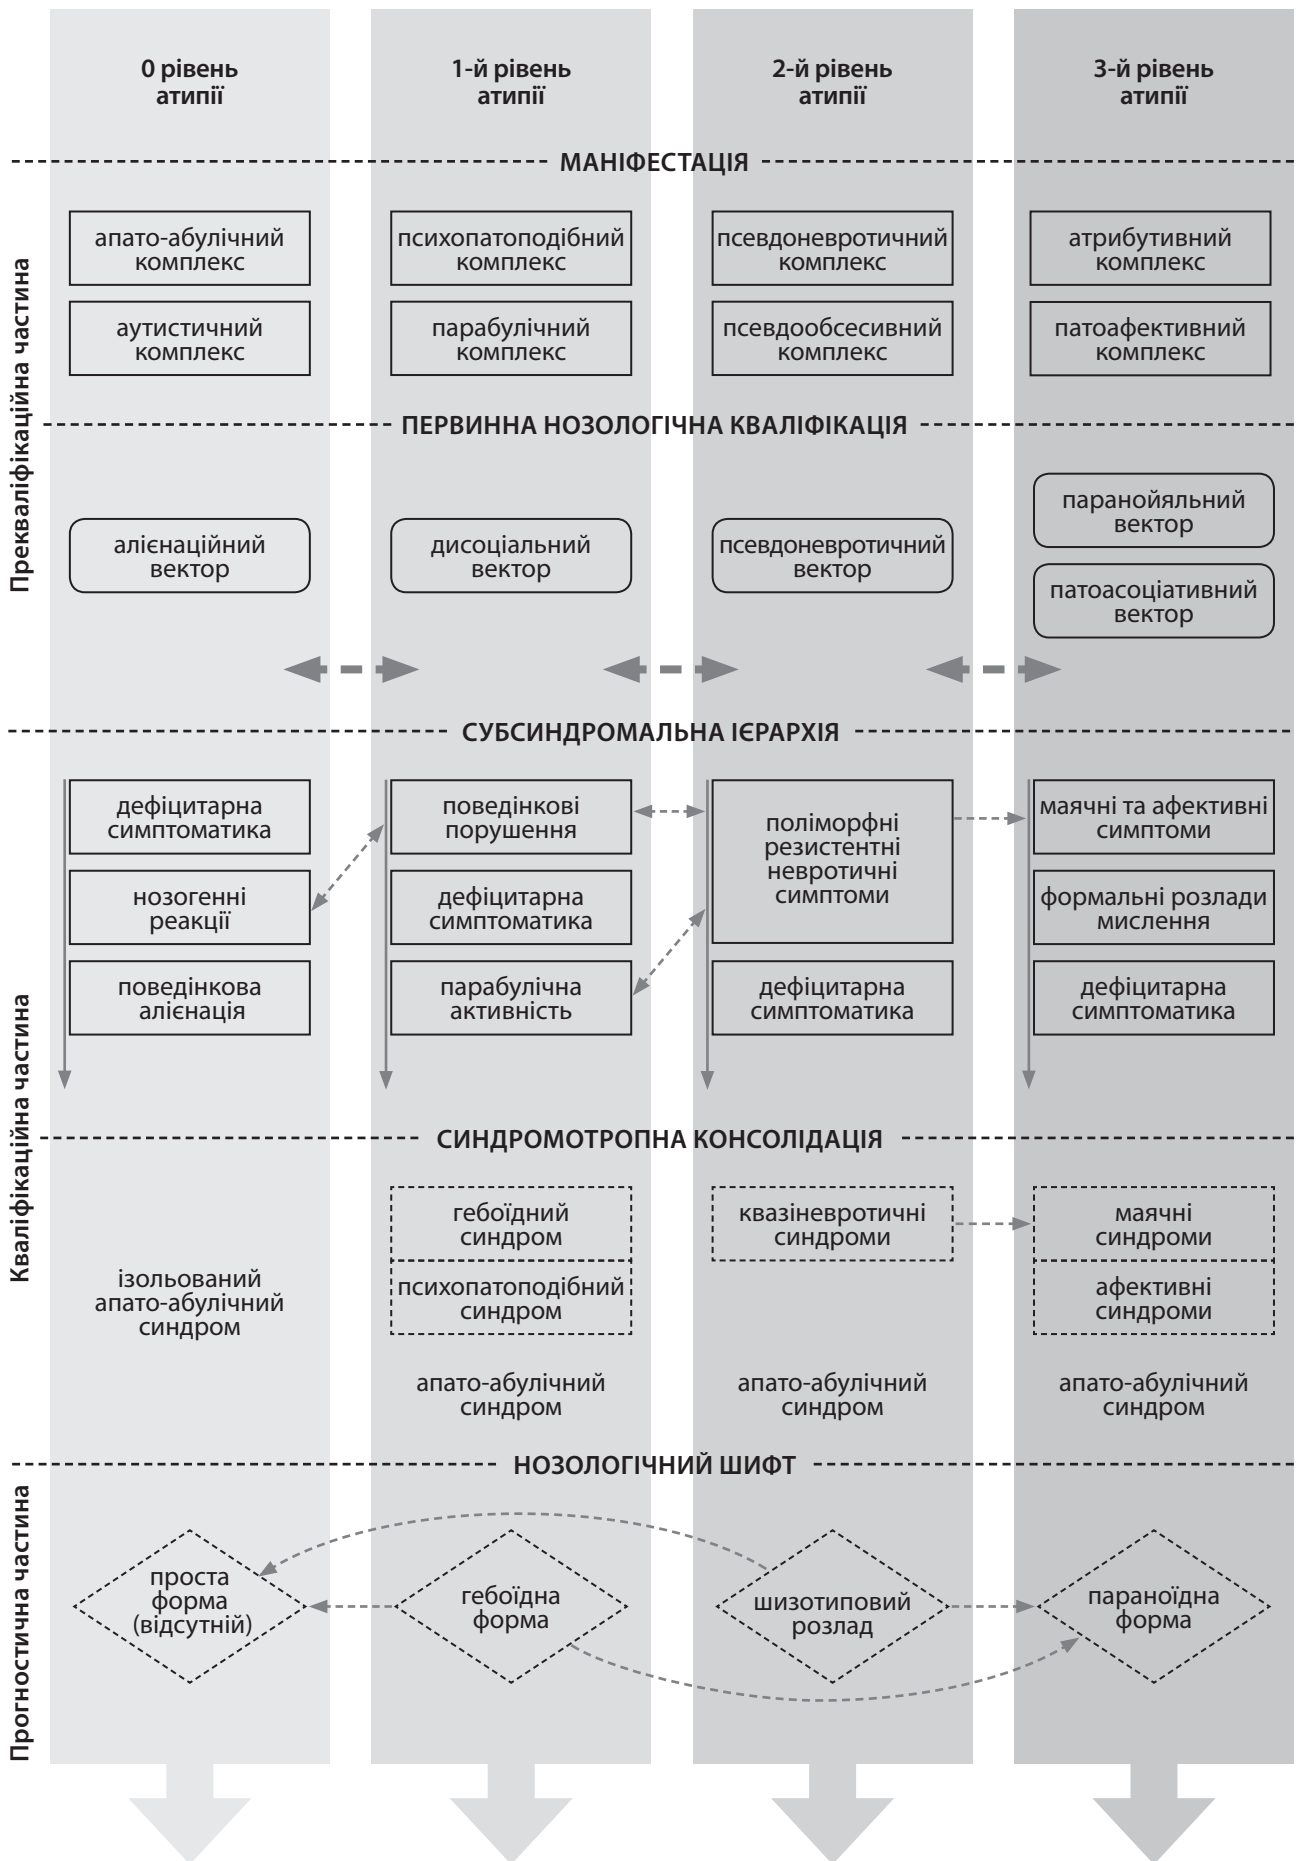 0 рівень
атипії
1-й рівень
атипії
2-й рівень
атипії
3-й рівень
атипії
МАНІФЕСТАЦІЯ
Прекваліфікаційна частина
апато-абулічний
комплекс
психопатоподібний
комплекс
псевдоневротичний
комплекс
атрибутивний
комплекс
аутистичний
комплекс
парабулічний
комплекс
псевдообсесивний
комплекс
патоафективний
комплекс
ПЕРВИННА НОЗОЛОГІЧНА КВАЛІФІКАЦІЯ
алієнаційний
вектор
дисоціальний
вектор
псевдоневротичний
вектор
паранойяльний
вектор
патоасоціативний
вектор
СУБСИНДРОМАЛЬНА ІЄРАРХІЯ
Кваліфікаційна частина
дефіцитарна
симптоматика
нозогенні
реакції
поведінкова
алієнація
поведінкові
порушення
дефіцитарна
симптоматика
парабулічна
активність
поліморфні
резистентні
невротичні
симптоми
дефіцитарна
симптоматика
маячні та афективні
симптоми
формальні розлади
мислення
дефіцитарна
симптоматика
СИНДРОМОТРОПНА КОНСОЛІДАЦІЯ
ізольований
апато-абулічний
синдром
гебоїдний
синдром
психопатоподібний
синдром
апато-абулічний
синдром
квазіневротичні
синдроми
апато-абулічний
синдром
маячні
синдроми
афективні
синдроми
апато-абулічний
синдром
НОЗОЛОГІЧНИЙ ШИФТ
Прогностична частина
проста
форма
(відсутній)
гебоїдна
форма
шизотиповий
розлад
параноїдна
форма